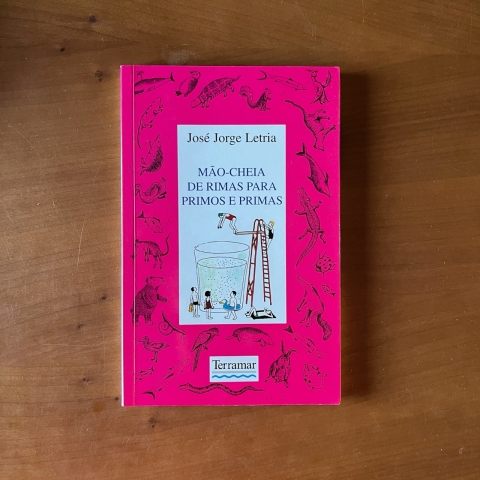 José Jorge Letria
MÃO-CHEIA
DE RIMAS PARA
PRIMOS E PRIMAS
Terramar